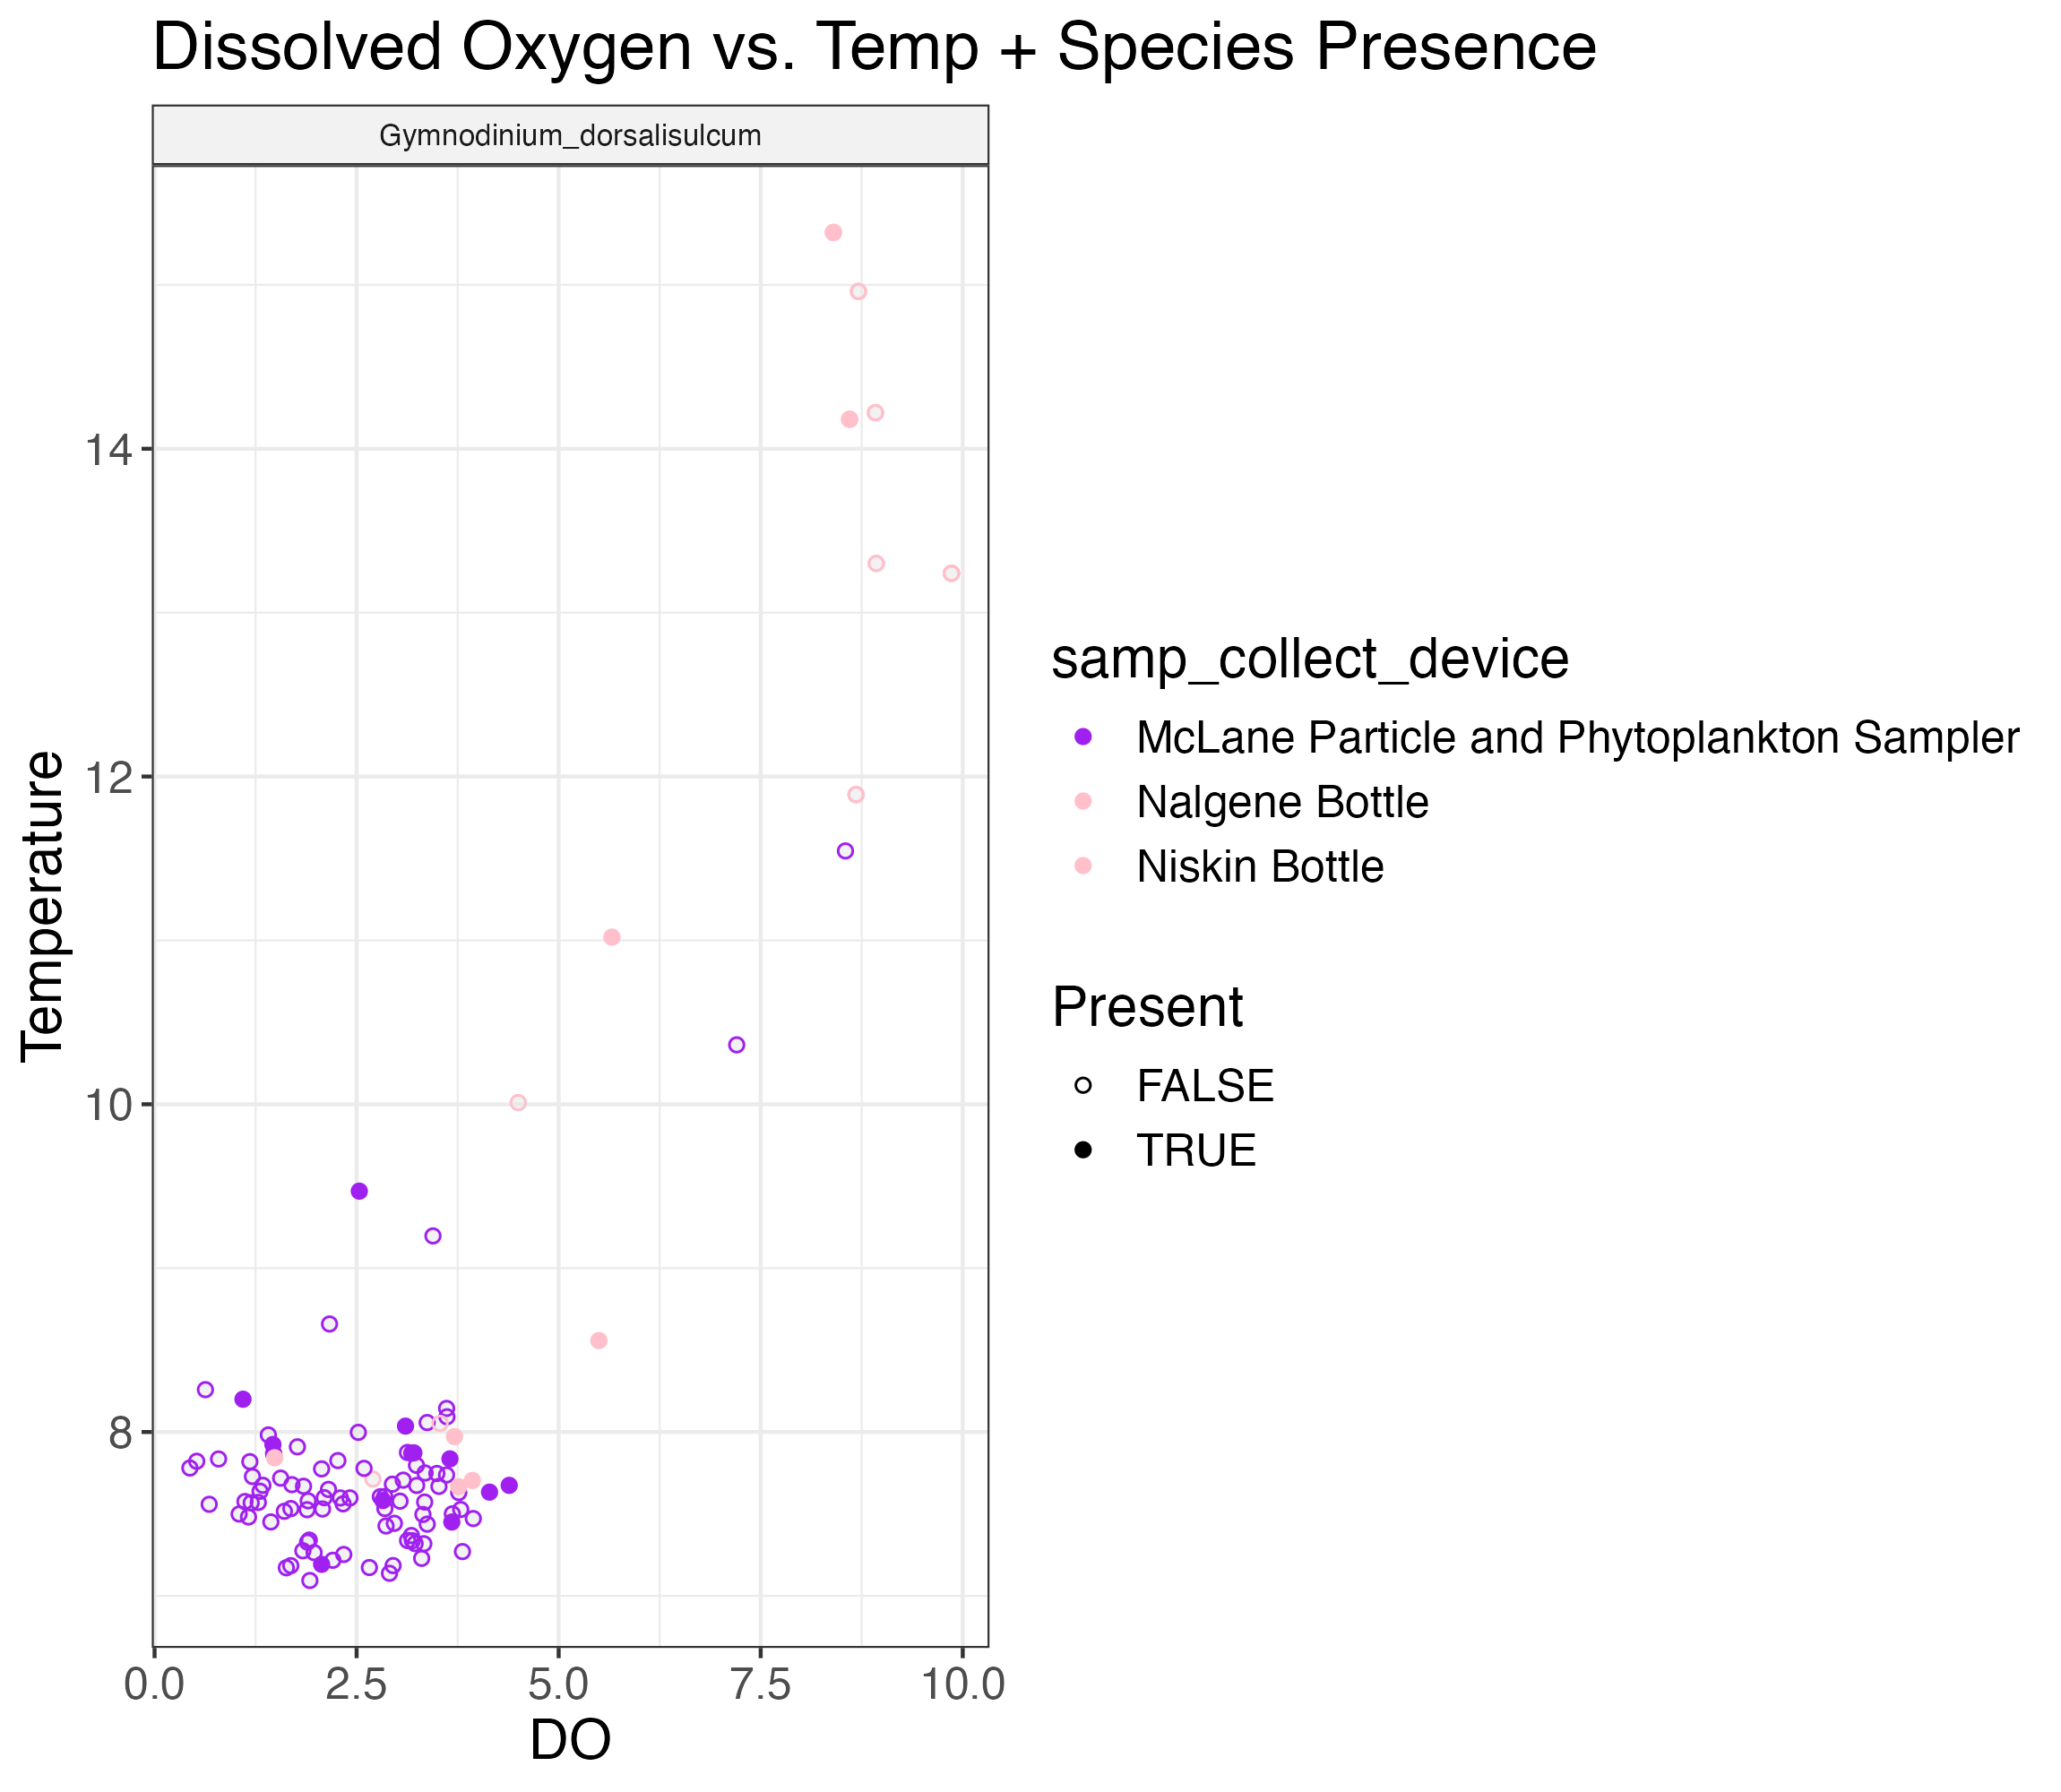 Dissolved Oxygen vs. Temp + Species Presence
Gymnodinium_dorsalisulcum
14
12
10
8
Temperature
0.0 2.5 5.0 7.5 10.0
DO
samp_collect_device
McLane Particle and Phytoplankton Sampler
Nalgene Bottle
Niskin Bottle
Present
FALSE
TRUE